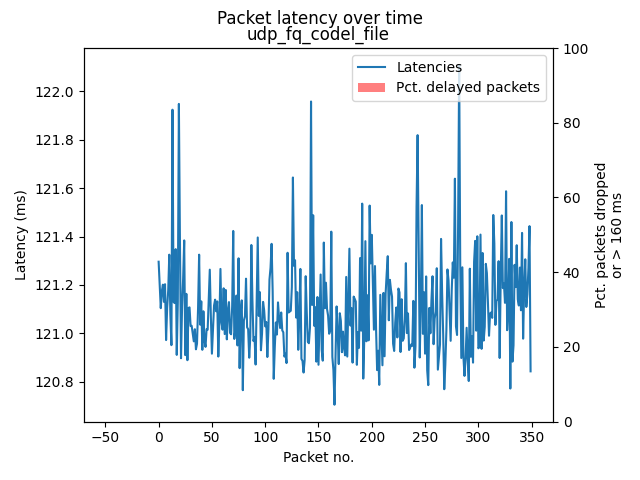 Packet latency over time
udp_fq_codel_file
Latencies
Pct. delayed packets
Latency (ms)
122.0
121.8
121.6
121.4
121.2
121.0
120.8
100
80
60
40
20
0
Pct. packets dropped
or > 160 ms
−50
0
50
100
150
200
250
300
350
Packet no.